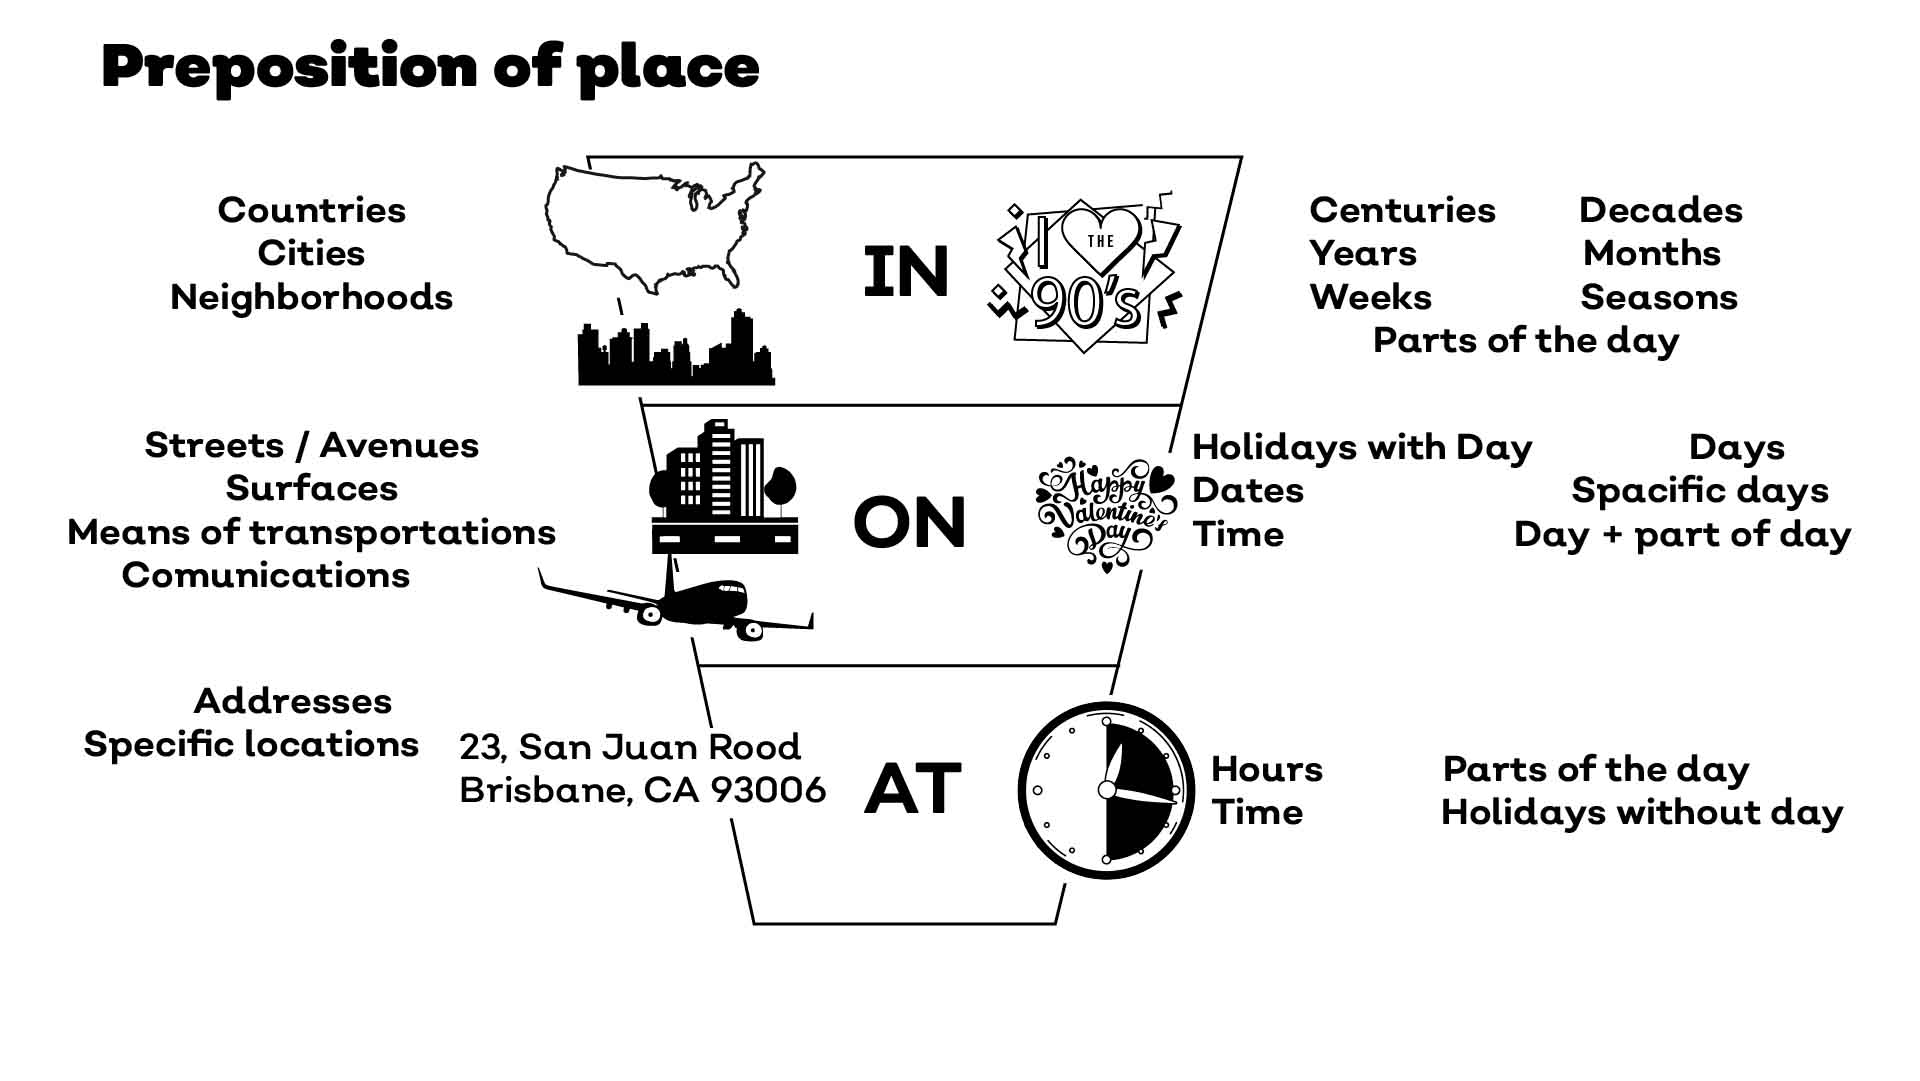 Preposition of place
Countries
Cities
Neighborhoods
IN
I THE
90's
Centuries Decades
Years Months
Weeks Seasons
Parts of the day
Streets / Avenues
Surfaces
Means of transportations
Comunications
ON
Happy
Valentine's
Day
Holidays with Day Days
Dates Spacific days
Time Day + part of day
Addresses
Specific locations
23, San Juan Rood
Brisbane, CA 93006
AT
Hours Parts of the day
Time Holidays without day